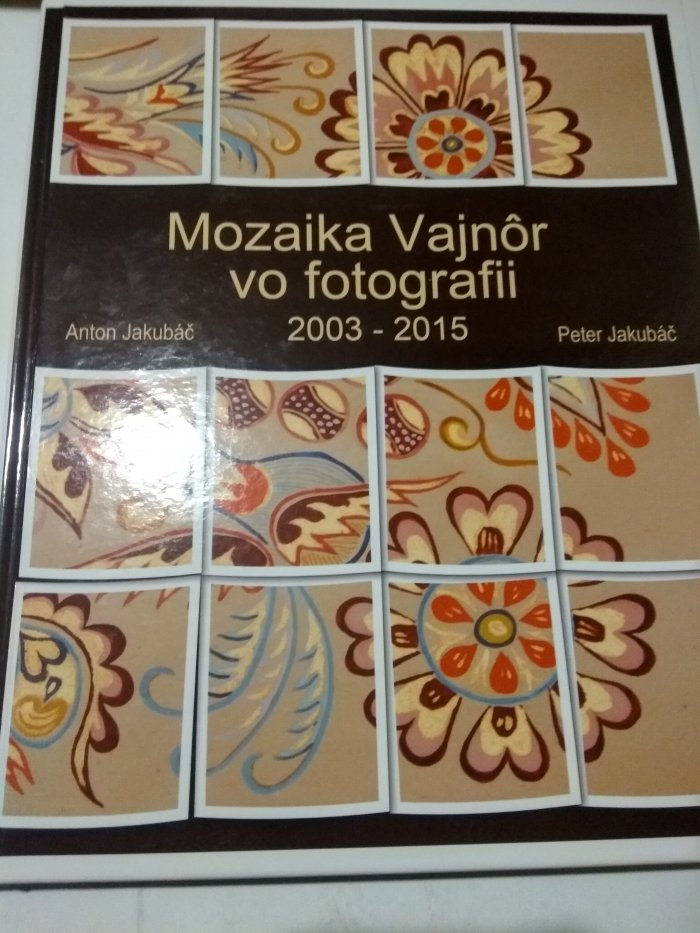 Mozaika Vajnôr
vo fotografii
2003 - 2015
Anton Jakubáč
Peter Jakubáč